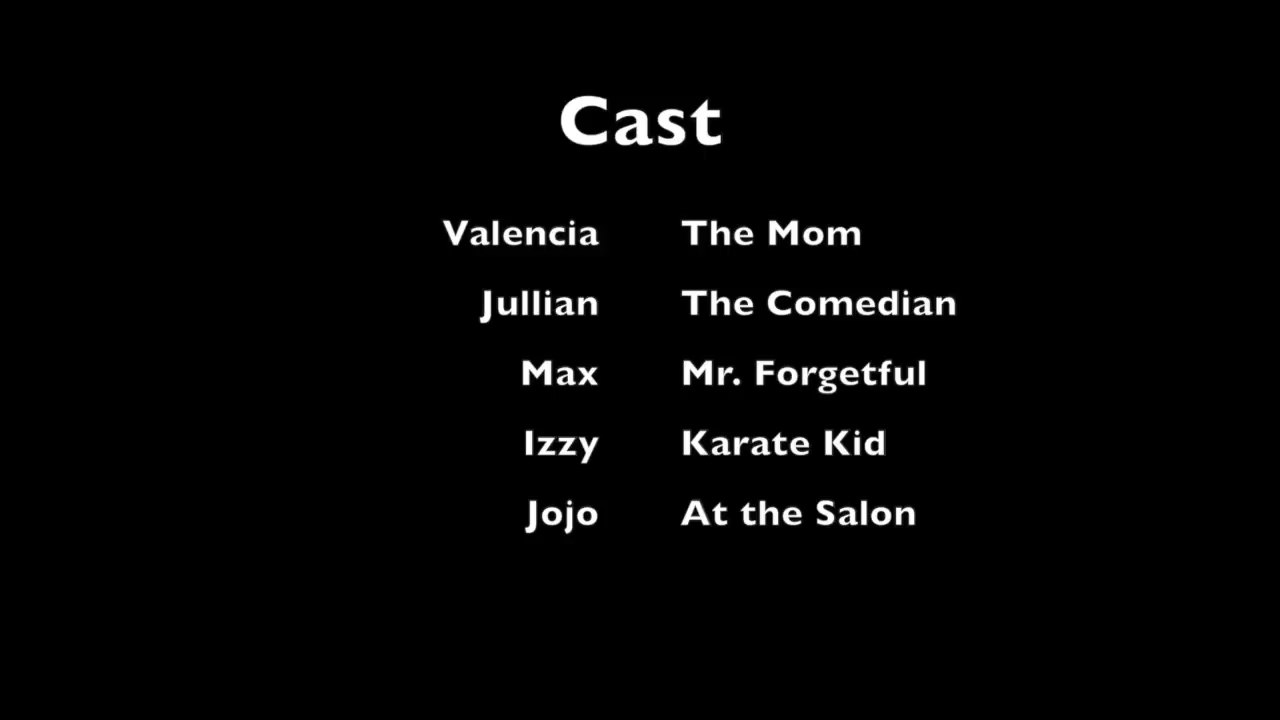 Cast
Valencia The Mom
Jullian The Comedian
Max Mr. Forgetful
Izzy Karate Kid
Jojo At the Salon